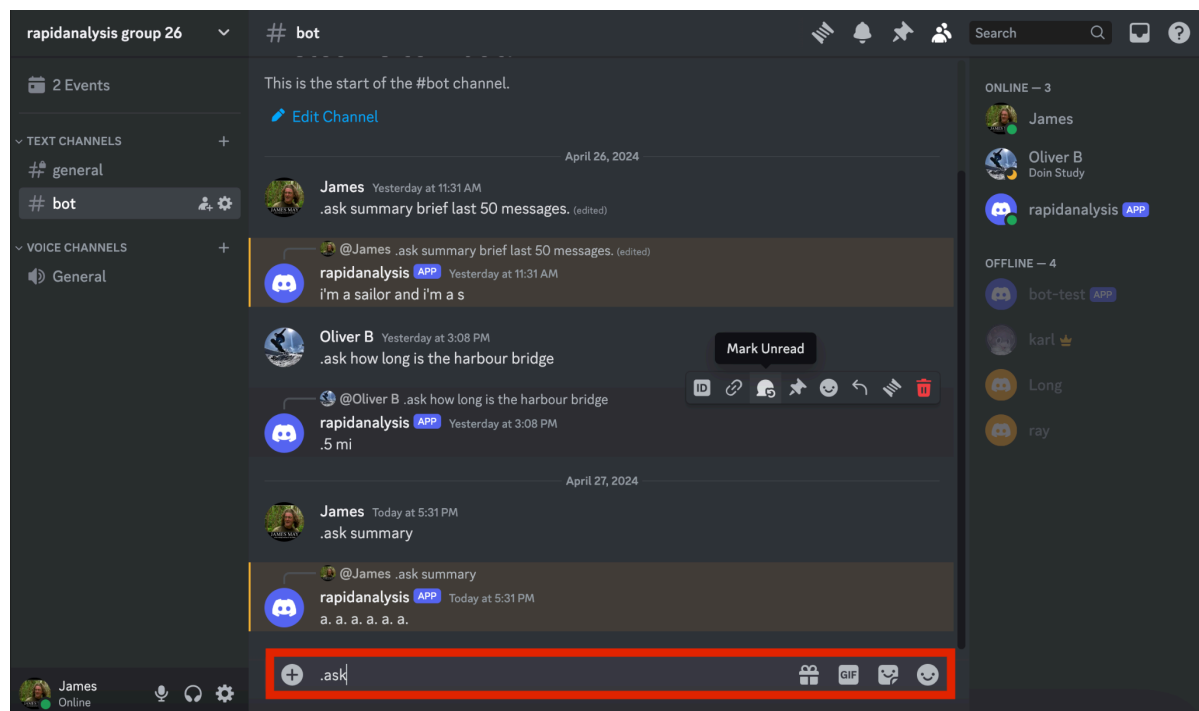 rapidanalysis group 26
2 Events
TEXT CHANNELS
general
bot
VOICE CHANNELS
General
James
Online
# bot
Search
This is the start of the #bot channel.
Edit Channel
April 26, 2024
James Yesterday at 11:31 AM
.ask summary brief last 50 messages. (edited)
@James .ask summary brief last 50 messages. (edited)
rapidanalysis APP Yesterday at 11:31 AM
i'm a sailor and i'm a s
Oliver B Yesterday at 3:08 PM
.ask how long is the harbour bridge
Mark Unread
ID
@Oliver B .ask how long is the harbour bridge
rapidanalysis APP Yesterday at 3:08 PM
.5 mi
April 27, 2024
James Today at 5:31 PM
.ask summary
@James .ask summary
rapidanalysis APP Today at 5:31 PM
a. a. a. a. a. a.
.ask
GIF
ONLINE — 3
James
Oliver B
Doin Study
rapidanalysis APP
OFFLINE — 4
bot-test APP
karl
Long
ray